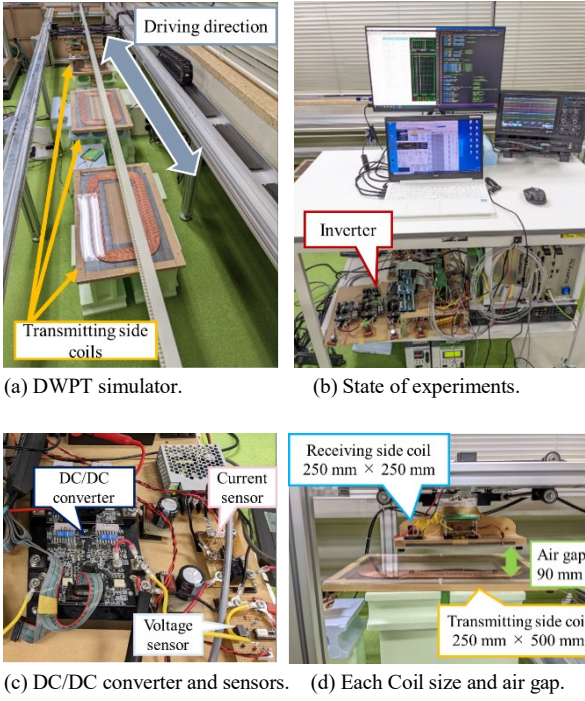 Driving direction
Transmitting side
coils
(a) DWPT simulator.
Inverter
(b) State of experiments.
DC/DC
converter
Current
sensor
Voltage
sensor
(c) DC/DC converter and sensors.
Receiving side coil
250 mm × 250 mm
Air gap
90 mm
Transmitting side coi
250 mm × 500 mm
(d) Each Coil size and air gap.